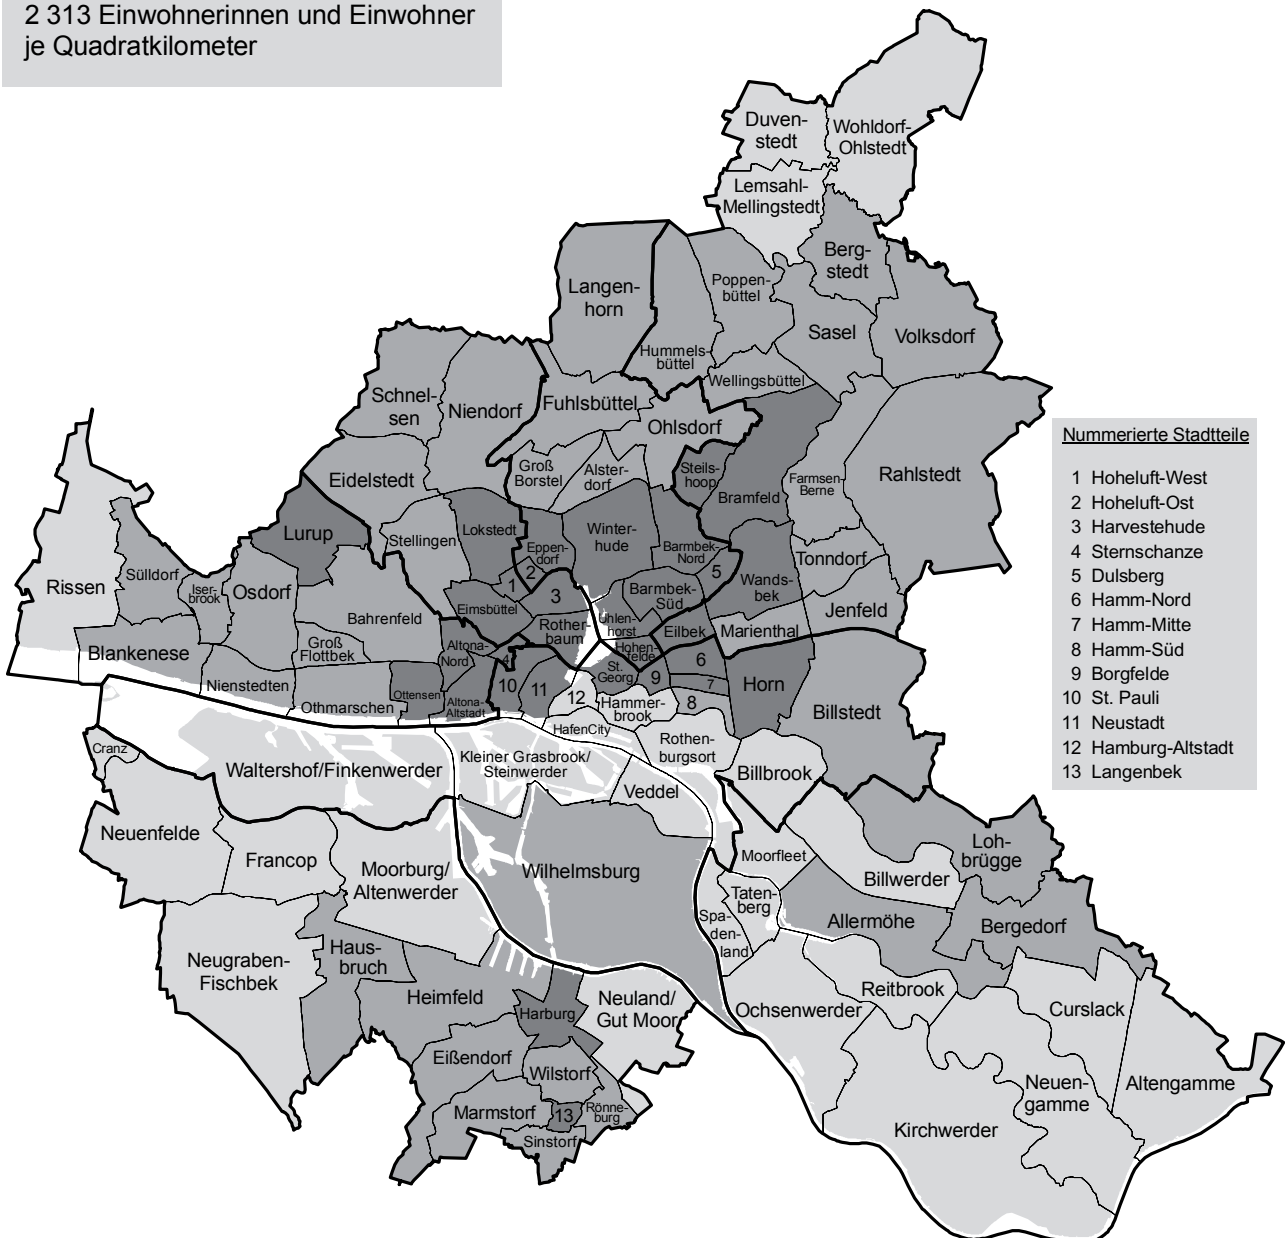 2 313 Einwohnerinnen und Einwohner
je Quadratkilometer
Duven-
stedt
Wohldorf-
Ohlstedt
Lemsahl-
Mellingstedt
Berg-
stedt
Langen-
horn
Poppen-
büttel
Sasel
Volksdorf
Hummels-
büttel
Wellingsbüttel
Schnel-
sen
Niendorf
Fuhlsbüttel
Ohlsdorf
Eidelstedt
Groß
Borstel
Alster-
dorf
Steils-
hoop
Bramfeld
Farmsen-
Berne
Rahlstedt
Lurup
Stellingen
Lokstedt
Eppen-
dorf
Winter-
hude
Barmbek-
Nord
Tonndorf
Rissen
Sülldorf
Iser-
brook
Osdorf
Bahrenfeld
Eimsbüttel
1
2
3
Barmbek-
Süd
5
Wands-
bek
Jenfeld
Groß
Flottbek
Rother-
baum
Uhlen-
horst
Eilbek
Marienthal
Blankenese
Altona-
Nord
4
Hohen-
felde
6
Nienstedten
Othmarschen
Ottensen
Altona-
Altstadt
10
11
12
St.
Georg
9
7
8
Horn
Billstedt
Hammer-
brook
HafenCity
Rothen-
burgsort
Billbrook
Cranz
Waltershof/Finkenwerder
Kleiner Grasbrook/
Steinwerder
Veddel
Neuenfelde
Francop
Moorburg/
Altenwerder
Wilhelmsburg
Moorfleet
Billwerder
Loh-
brügge
Taten-
berg
Spa-
den-
land
Allermöhe
Bergedorf
Neugraben-
Fischbek
Haus-
bruch
Heimfeld
Harburg
Neuland/
Gut Moor
Ochsenwerder
Reitbrook
Curslack
Eißendorf
Wilstorf
Neuen-
gamme
Altengamme
Marmstorf
13
Rönne-
burg
Sinstorf
Kirchwerder
Nummerierte Stadtteile
1 Hoheluft-West
2 Hoheluft-Ost
3 Harvestehude
4 Sternschanze
5 Dulsberg
6 Hamm-Nord
7 Hamm-Mitte
8 Hamm-Süd
9 Borgfelde
10 St. Pauli
11 Neustadt
12 Hamburg-Altstadt
13 Langenbek